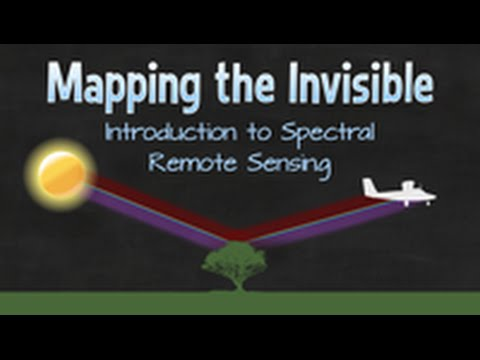 Mapping the Invisible
Introduction to Spectral
Remote Sensing